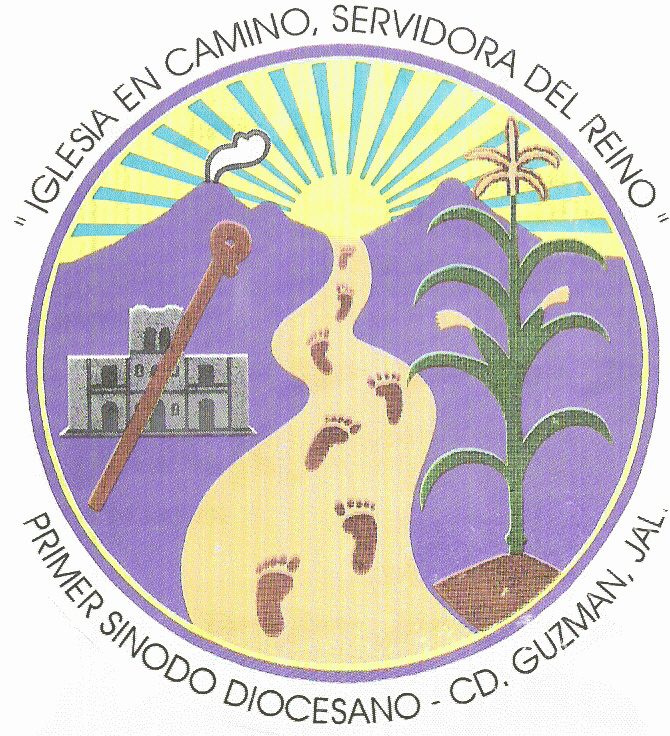 " IGLESIA EN CAMINO, SERVIDORA DEL REINO "
PRIMER SINODO DIOCESANO - CD. GUZMAN, JAL.